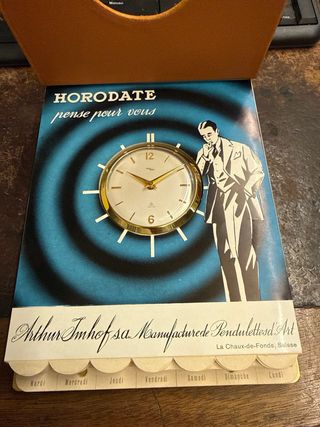 HORODATE
pense pour vous
12
Arthur Imhof s.a. Manufacture de Pendulettes d'Art
La Chaux-de-Fonds, Suisse
Mardi Mercredi Jeudi Vendredi Samedi Dimanche Lundi